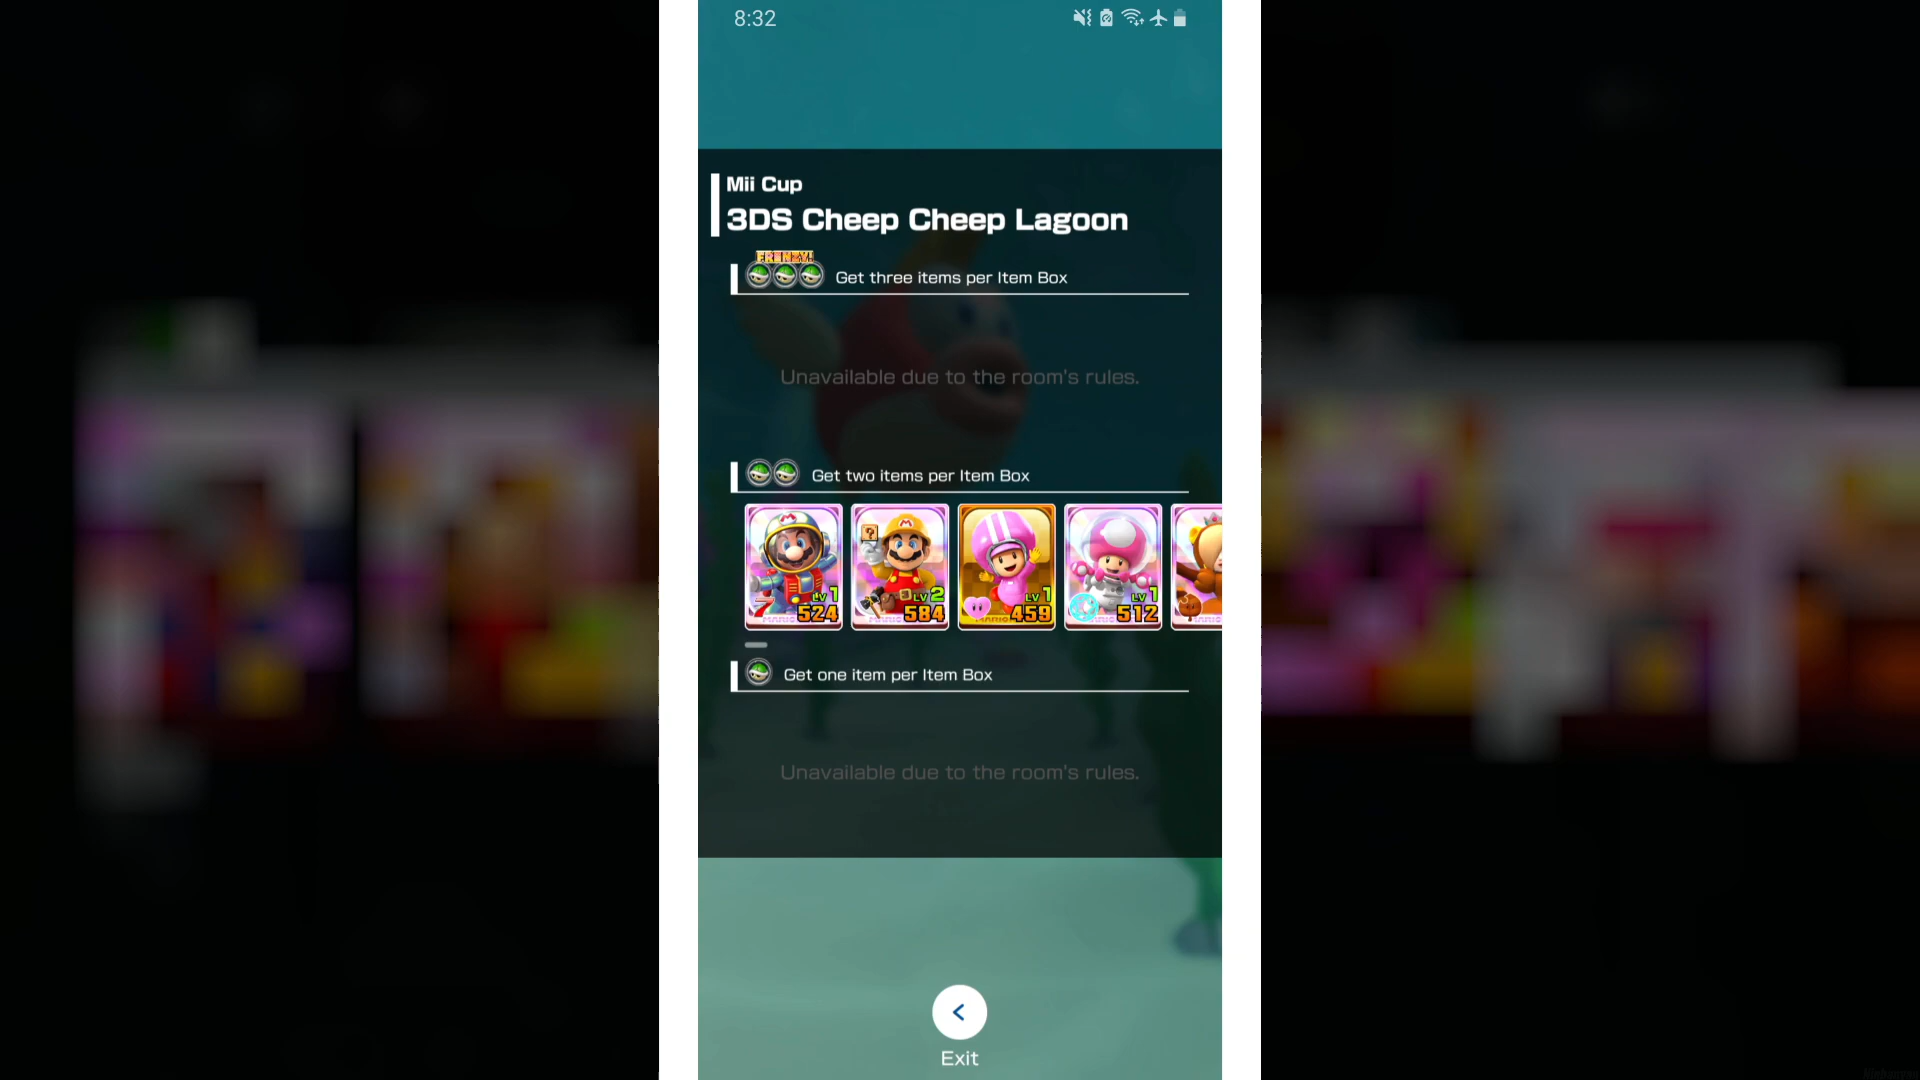 8:32
Mii Cup
3DS Cheep Cheep Lagoon
FRENZY!
Get three items per Item Box
Unavailable due to the room's rules.
Get two items per Item Box
LV 1
524
LV 2
584
LV 1
459
LV 1
512
Get one item per Item Box
Unavailable due to the room's rules.
Exit